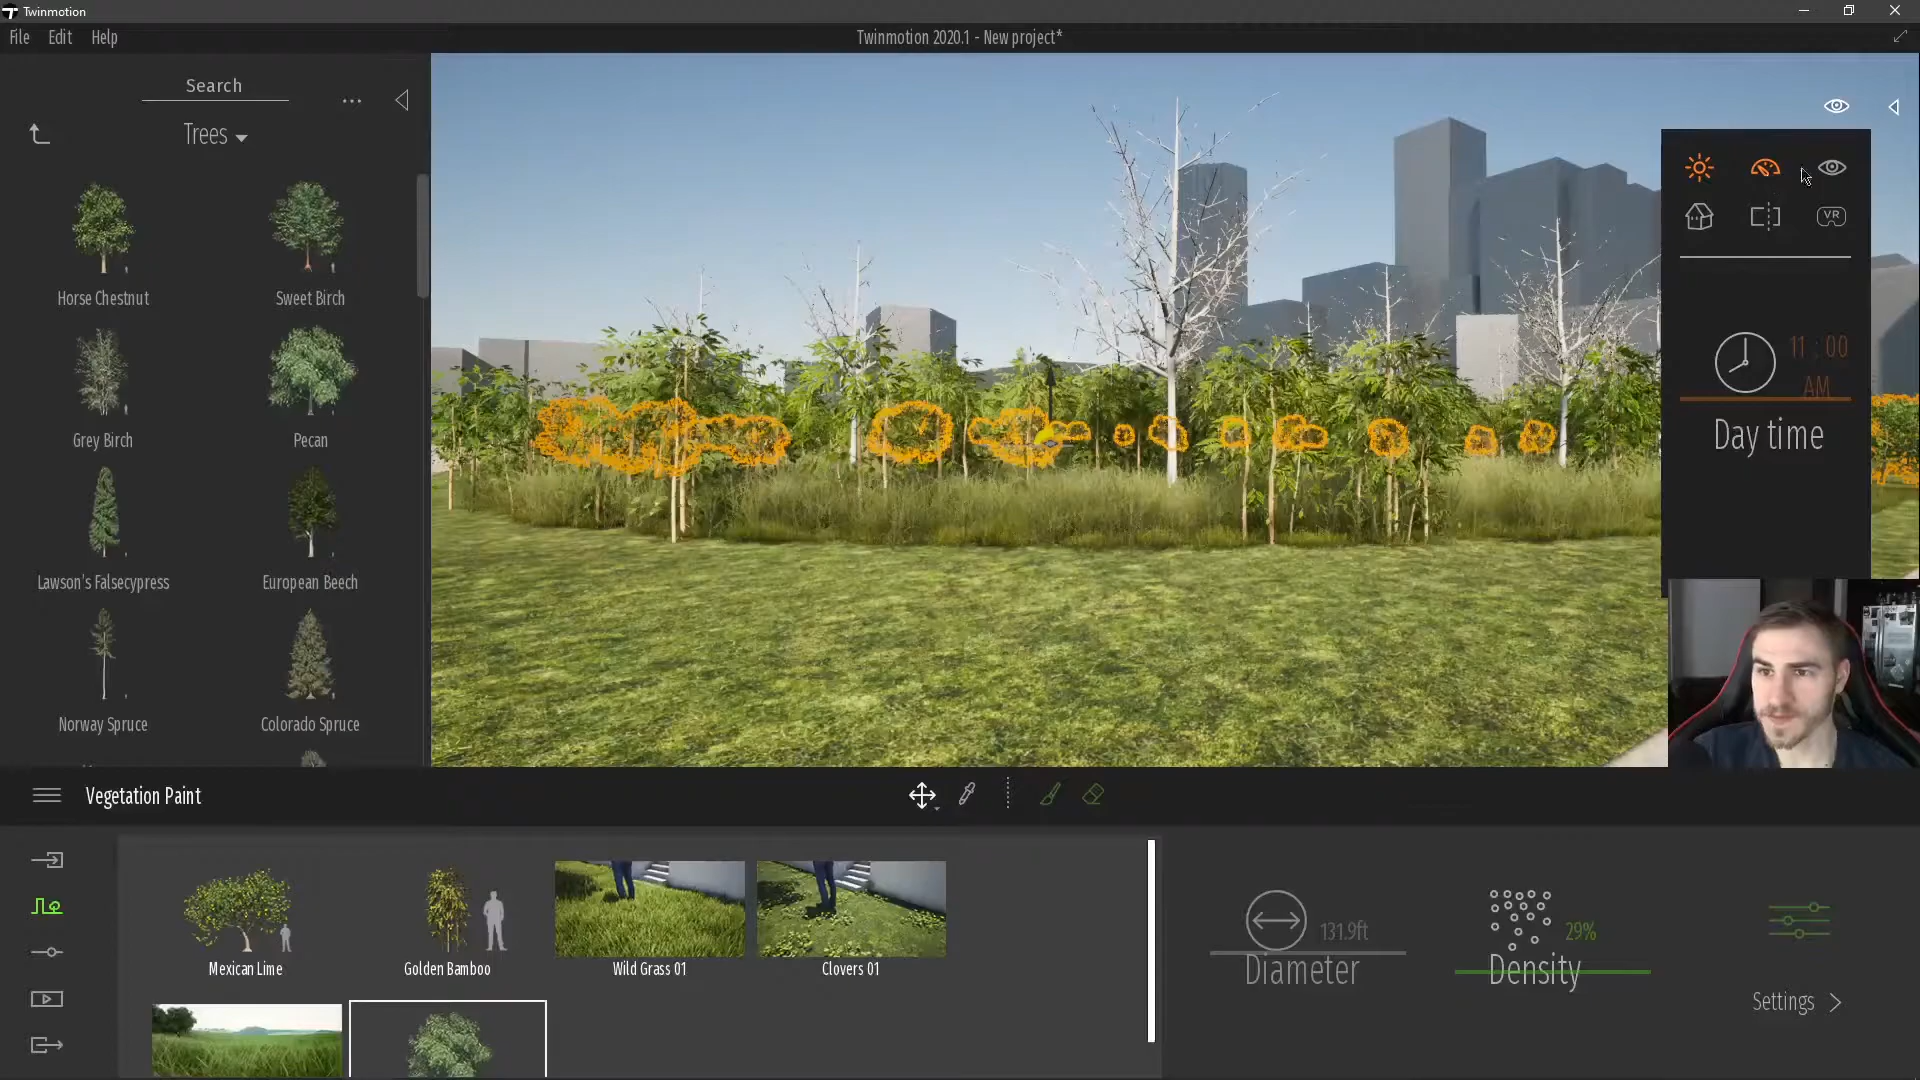 Twinmotion
File Edit Help
Twinmotion 2020.1 - New project*
Search
...
Trees
Horse Chestnut
Sweet Birch
Grey Birch
Pecan
Lawson's Falsecypress
European Beech
Norway Spruce
Colorado Spruce
VR
11 : 00
AM
Day time
Vegetation Paint
Mexican Lime
Golden Bamboo
Wild Grass 01
Clovers 01
131.9ft
Diameter
29%
Density
Settings